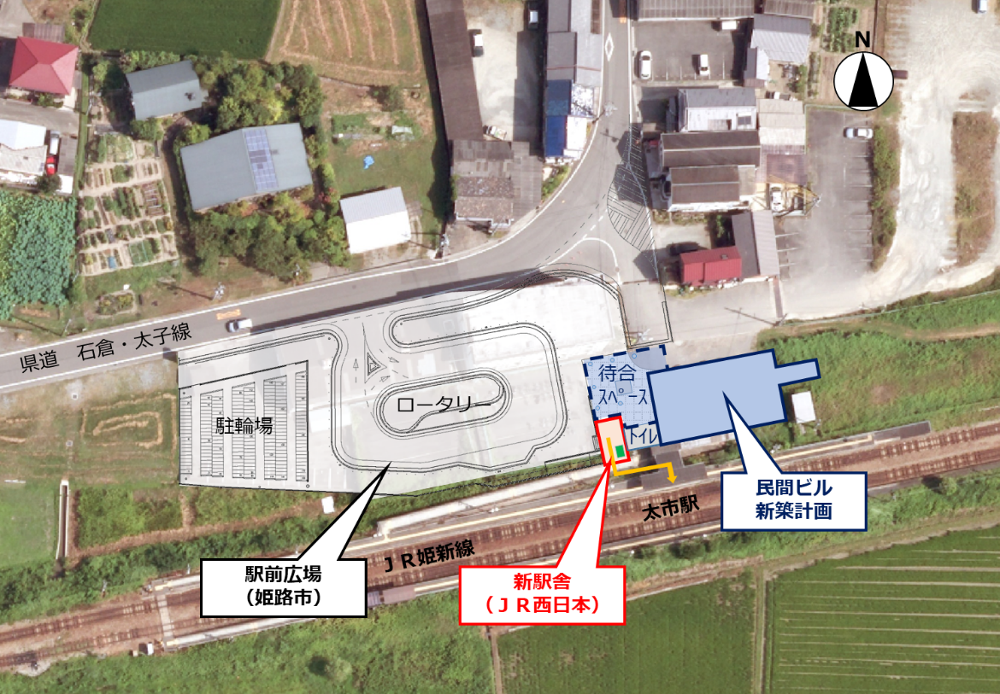 N
県道 石倉・太子線
待合
スペース
ロータリー
駐輪場
トイレ
民間ビル
新築計画
太市駅
JR姫新線
駅前広場
(姫路市)
新駅舎
(JR西日本)